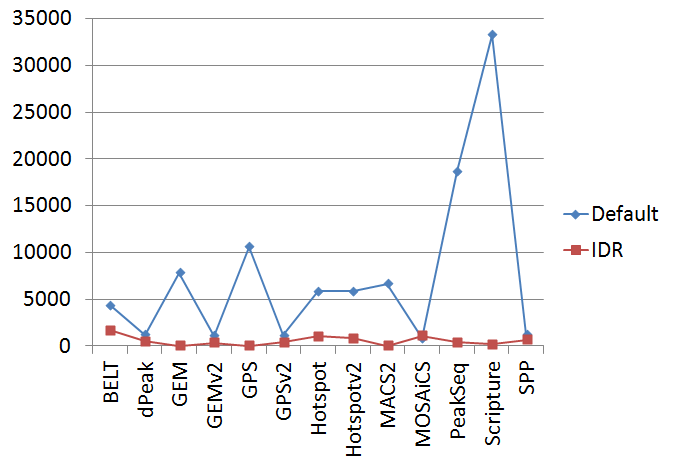 35000
30000
25000
20000
15000
10000
5000
0
BELT
dPeak
GEM
GEMv2
GPS
GPSv2
Hotspot
Hotspotv2
MACS2
MOSAiCS
PeakSeq
Scripture
SPP
Default
IDR